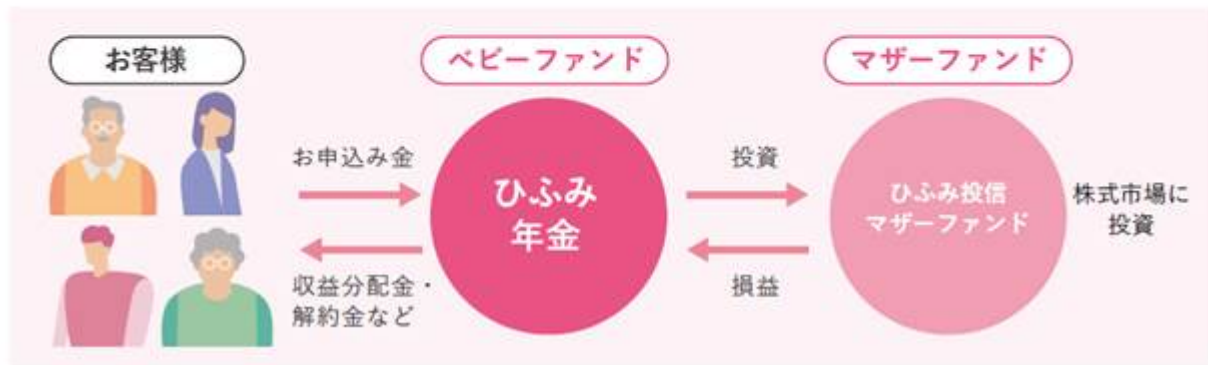 お客様
ベビーファンド
マザーファンド
お申込み金
ひふみ
年金
収益分配金・
解約金など
投資
損益
ひふみ投信
マザーファンド
株式市場に
投資